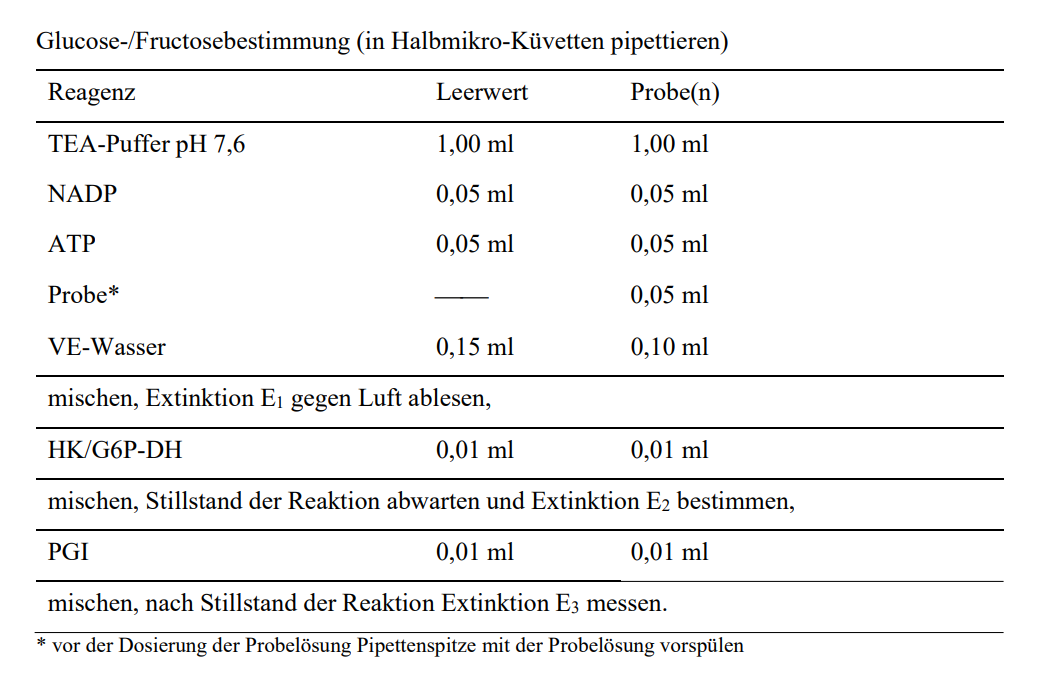 Glucose-/Fructosebestimmung (in Halbmikro-Küvetten pipettieren)
Reagenz Leerwert Probe(n)
TEA-Puffer pH 7,6 1,00 ml 1,00 ml
NADP 0,05 ml 0,05 ml
ATP 0,05 ml 0,05 ml
Probe* —— 0,05 ml
VE-Wasser 0,15 ml 0,10 ml
mischen, Extinktion E₁ gegen Luft ablesen,
HK/G6P-DH 0,01 ml 0,01 ml
mischen, Stillstand der Reaktion abwarten und Extinktion E₂ bestimmen,
PGI 0,01 ml 0,01 ml
mischen, nach Stillstand der Reaktion Extinktion E₃ messen.
* vor der Dosierung der Probelösung Pipettenspitze mit der Probelösung vorspülen